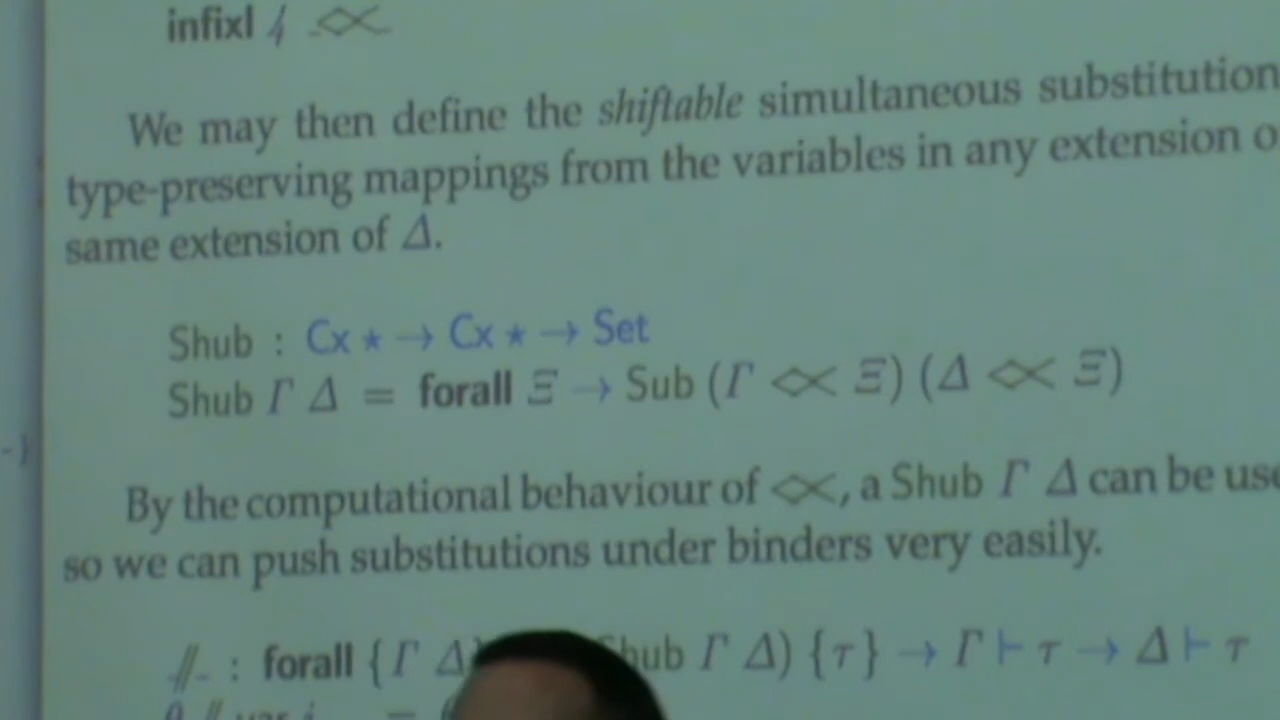 infixl 4 <><
We may then define the shiftable simultaneous substitution
type-preserving mappings from the variables in any extension o
same extension of Δ.
Shub : Cx ⋆ → Cx ⋆ → Set
Shub Γ Δ = forall Ξ → Sub (Γ <>< Ξ) (Δ <>< Ξ)
By the computational behaviour of <><, a Shub Γ Δ can be use
so we can push substitutions under binders very easily.
//_ : forall {Γ Δ hub Γ Δ) {τ} → Γ ⊢ τ → Δ ⊢ τ